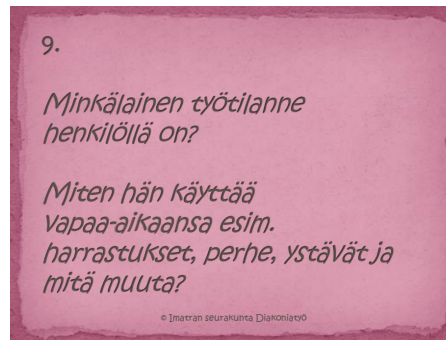 9.
Minkälainen työtilanne
henkilöllä on?
Miten hän käyttää
vapaa-aikaansa esim.
harrastukset, perhe, ystävät ja
mitä muuta?
© Imatran seurakunta Diakoniatyö